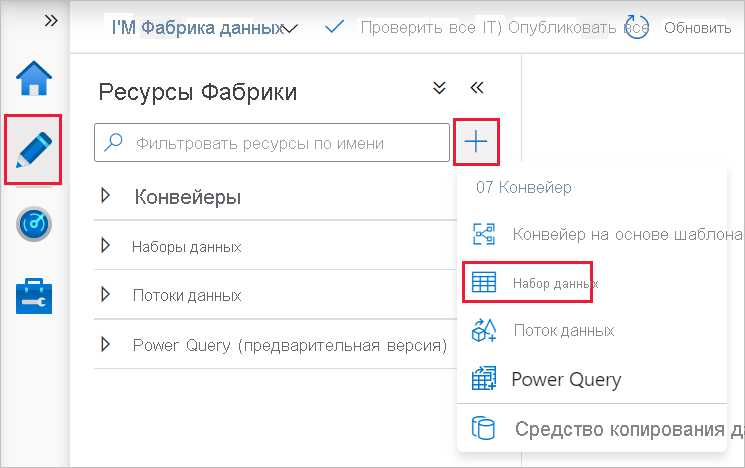 I'M Фабрика данных Проверить все IT) Опубликовать все Обновить
Ресурсы Фабрики
Фильтровать ресурсы по имени
Конвейеры
Наборы данных
Потоки данных
Power Query (предварительная версия)
07 Конвейер
Конвейер на основе шаблона
Набор данных
Поток данных
Power Query
Средство копирования да